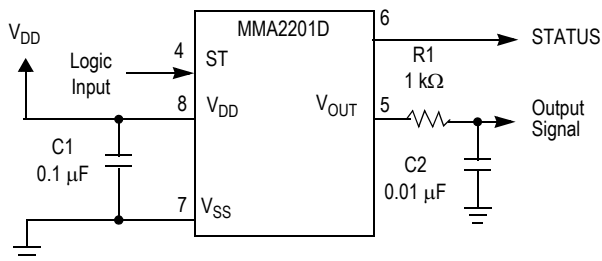 MMA2201D
6
STATUS
V_DD
4
ST
Logic
Input
R1
1 kΩ
8
V_DD
V_OUT
5
Output
Signal
C1
0.1 μF
C2
0.01 μF
7
V_SS